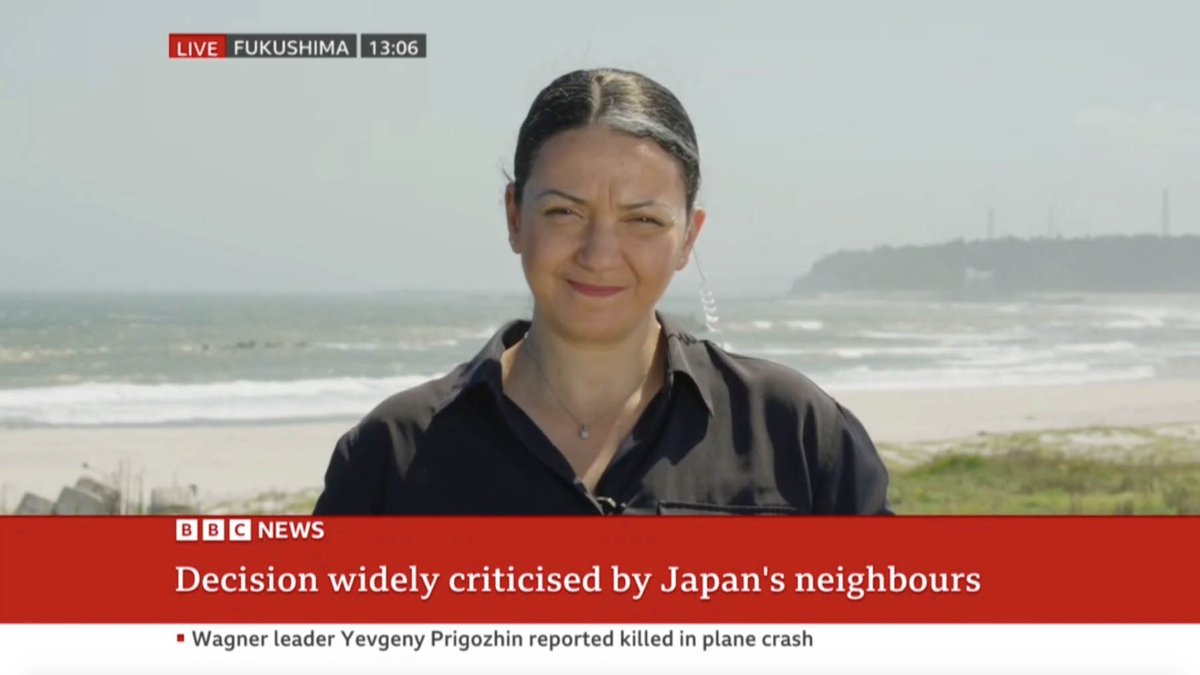 LIVE FUKUSHIMA 13:06
BBC NEWS
Decision widely criticised by Japan's neighbours
Wagner leader Yevgeny Prigozhin reported killed in plane crash